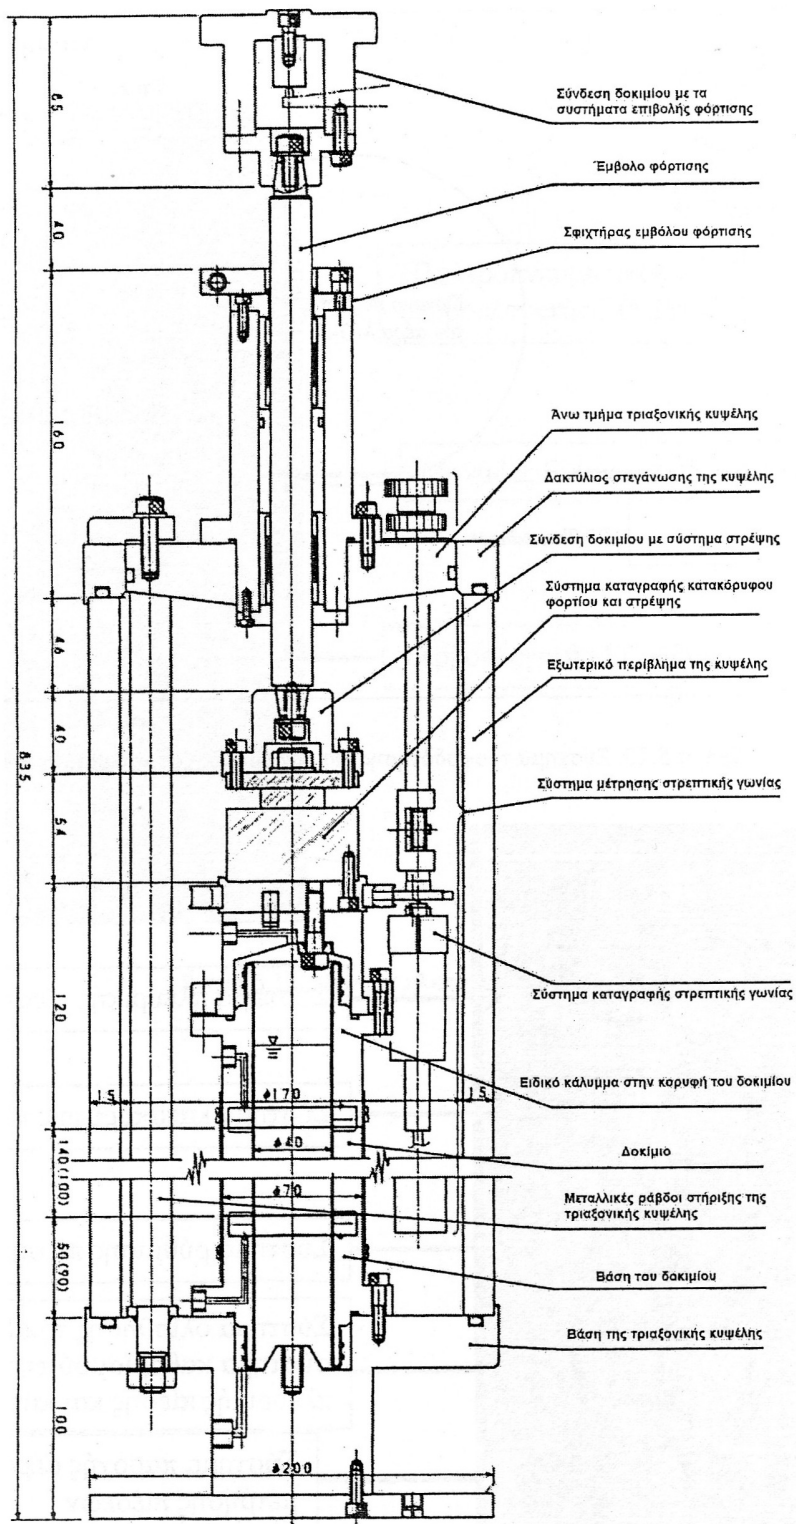 Σύνδεση δοκιμίου με τα
συστήματα επιβολής φόρτισης
Έμβολο φόρτισης
Σφιχτήρας εμβόλου φόρτισης
Άνω τμήμα τριαξονικής κυψέλης
Δακτύλιος στεγάνωσης της κυψέλης
Σύνδεση δοκιμίου με σύστημα στρέψης
Σύστημα καταγραφής κατακόρυφου
φορτίου και στρέψης
Εξωτερικό περίβλημα της κυψέλης
Σύστημα μέτρησης στρεπτικής γωνίας
Σύστημα καταγραφής στρεπτικής γωνίας
Ειδικό κάλυμμα στην κορυφή του δοκιμίου
Δοκίμιο
Μεταλλικές ράβδοι στήριξης της
τριαξονικής κυψέλης
Βάση του δοκιμίου
Βάση της τριαξονικής κυψέλης
835
65
40
160
46
40
54
120
140(100)
50(90)
15
ϕ170
15
ϕ40
ϕ70
ϕ200